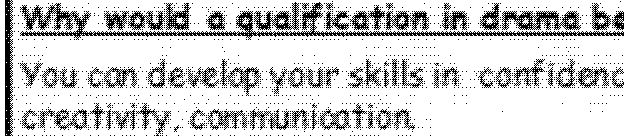 Why would a qualification in drama be
You can develop your skills in confidenc
creativity, communication,